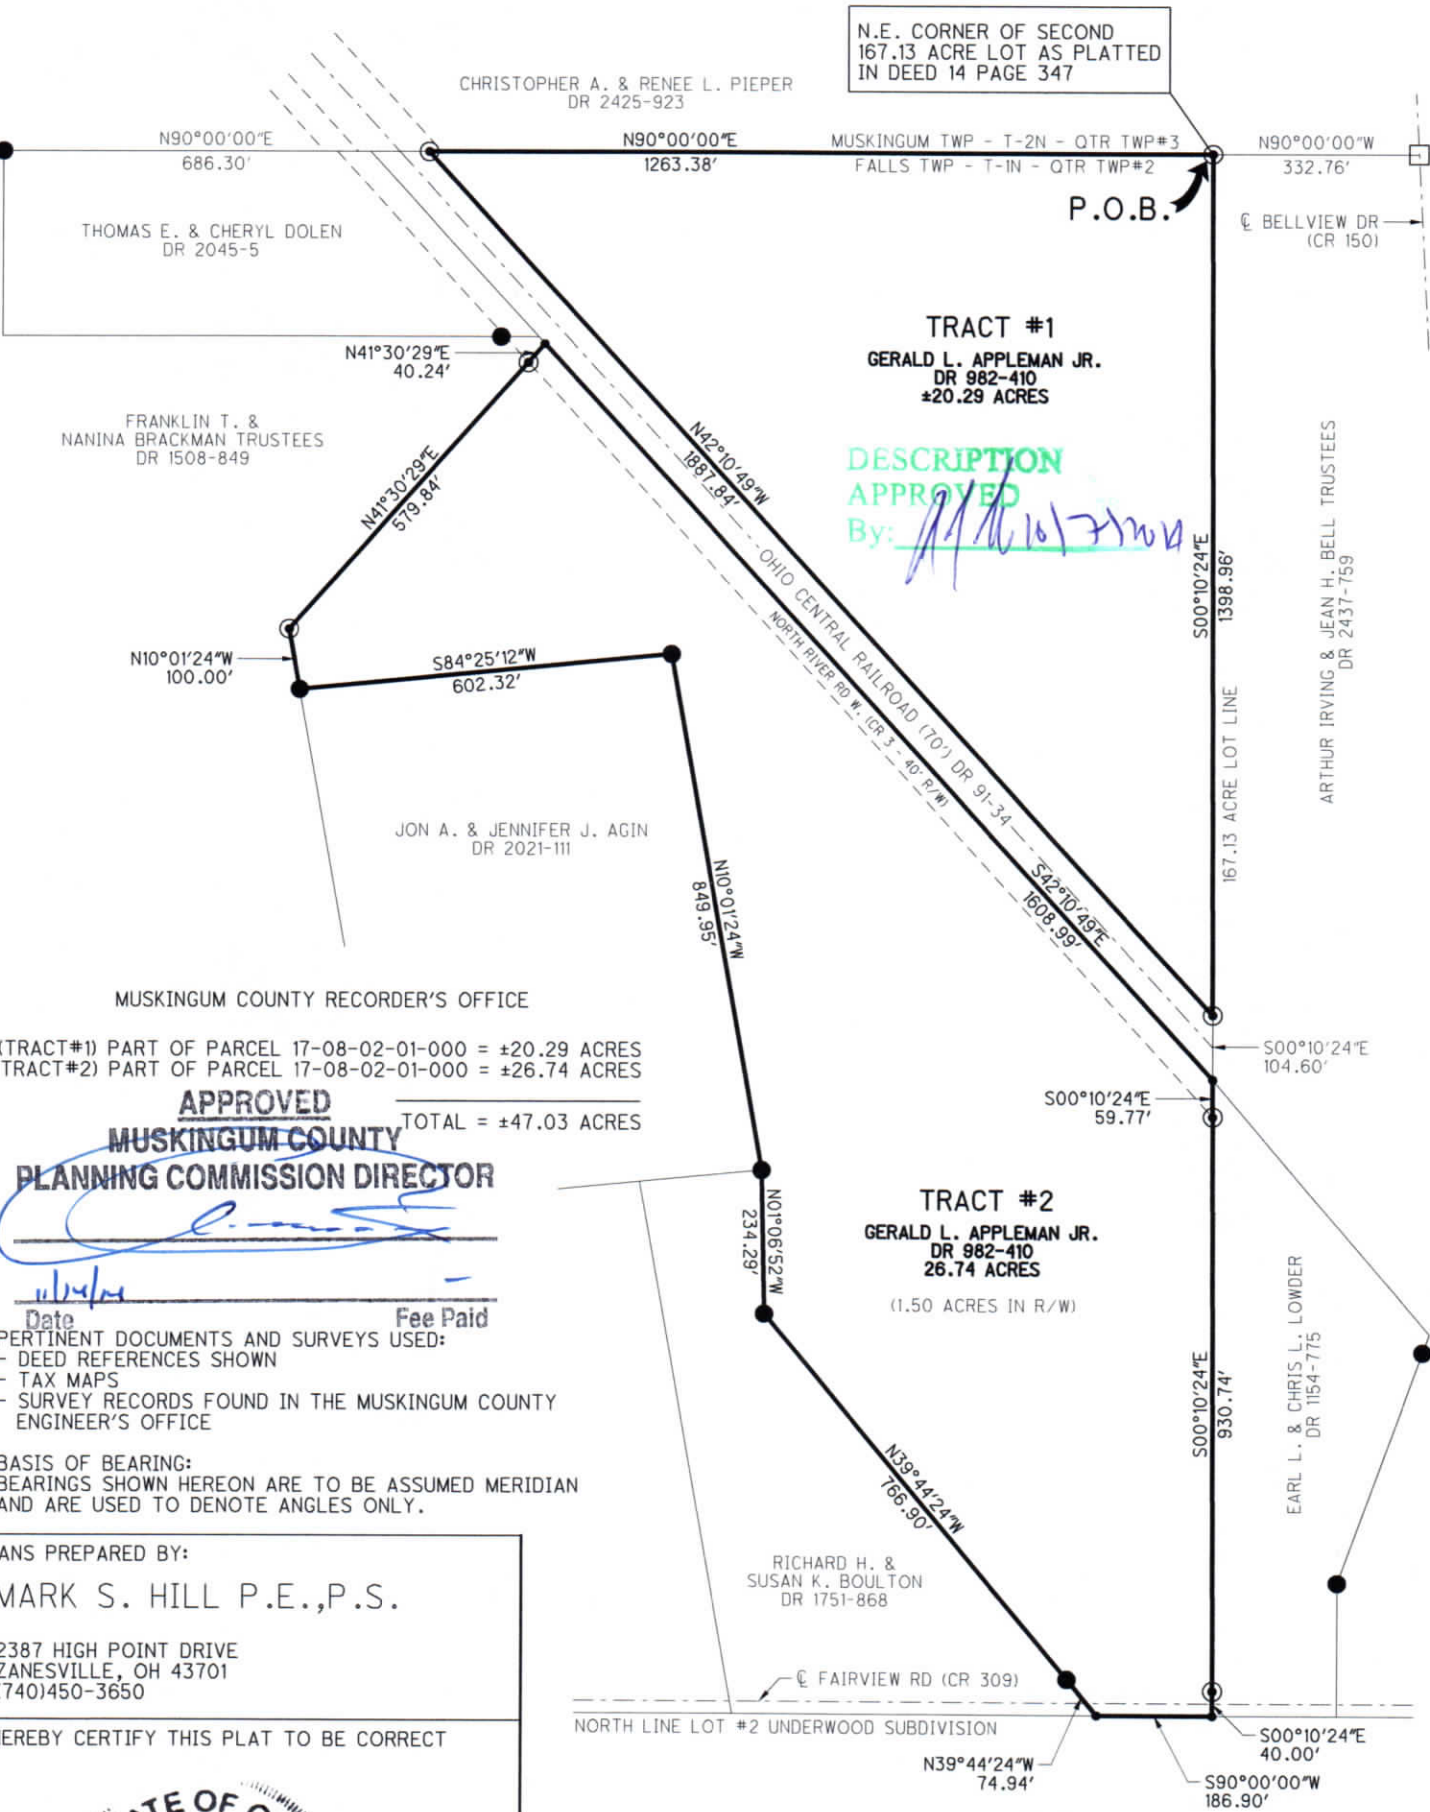 N.E. CORNER OF SECOND
167.13 ACRE LOT AS PLATTED
IN DEED 14 PAGE 347
CHRISTOPHER A. & RENEE L. PIEPER
DR 2425-923
N90°00'00"E
686.30'
N90°00'00"E
1263.38'
MUSKINGUM TWP - T-2N - QTR TWP#3
FALLS TWP - T-1N - QTR TWP#2
N90°00'00"W
332.76'
P.O.B.
℄ BELLVIEW DR
(CR 150)
THOMAS E. & CHERYL DOLEN
DR 2045-5
TRACT #1
GERALD L. APPLEMAN JR.
DR 982-410
±20.29 ACRES
N41°30'29"E
40.24'
FRANKLIN T. &
NANINA BRACKMAN TRUSTEES
DR 1508-849
N41°30'29"E
579.84'
N42°10'49"W
1887.84'
DESCRIPTION
APPROVED
By:
S00°10'24"E
1398.96'
ARTHUR IRVING & JEAN H. BELL TRUSTEES
DR 2437-759
OHIO CENTRAL RAILROAD (70') DR 91-34
NORTH RIVER RD W. (CR 3 - 40' R/W)
N10°01'24"W
100.00'
S84°25'12"W
602.32'
167.13 ACRE LOT LINE
JON A. & JENNIFER J. AGIN
DR 2021-111
N10°01'24"W
849.95'
S42°10'49"E
1608.99'
MUSKINGUM COUNTY RECORDER'S OFFICE
(TRACT#1) PART OF PARCEL 17-08-02-01-000 = ±20.29 ACRES
TRACT#2) PART OF PARCEL 17-08-02-01-000 = ±26.74 ACRES
TOTAL = ±47.03 ACRES
S00°10'24"E
104.60'
S00°10'24"E
59.77'
APPROVED
MUSKINGUM COUNTY
PLANNING COMMISSION DIRECTOR
Date
Fee Paid
N01°06'52"W
234.29'
TRACT #2
GERALD L. APPLEMAN JR.
DR 982-410
26.74 ACRES
(1.50 ACRES IN R/W)
S00°10'24"E
930.74'
EARL L. & CHRIS L. LOWDER
DR 1154-775
PERTINENT DOCUMENTS AND SURVEYS USED:
- DEED REFERENCES SHOWN
- TAX MAPS
- SURVEY RECORDS FOUND IN THE MUSKINGUM COUNTY
ENGINEER'S OFFICE
BASIS OF BEARING:
BEARINGS SHOWN HEREON ARE TO BE ASSUMED MERIDIAN
AND ARE USED TO DENOTE ANGLES ONLY.
N39°44'24"W
766.90'
RICHARD H. &
SUSAN K. BOULTON
DR 1751-868
ANS PREPARED BY:
MARK S. HILL P.E.,P.S.
2387 HIGH POINT DRIVE
ZANESVILLE, OH 43701
(740)450-3650
℄ FAIRVIEW RD (CR 309)
NORTH LINE LOT #2 UNDERWOOD SUBDIVISION
N39°44'24"W
74.94'
S00°10'24"E
40.00'
S90°00'00"W
186.90'
EREBY CERTIFY THIS PLAT TO BE CORRECT
TE OF O